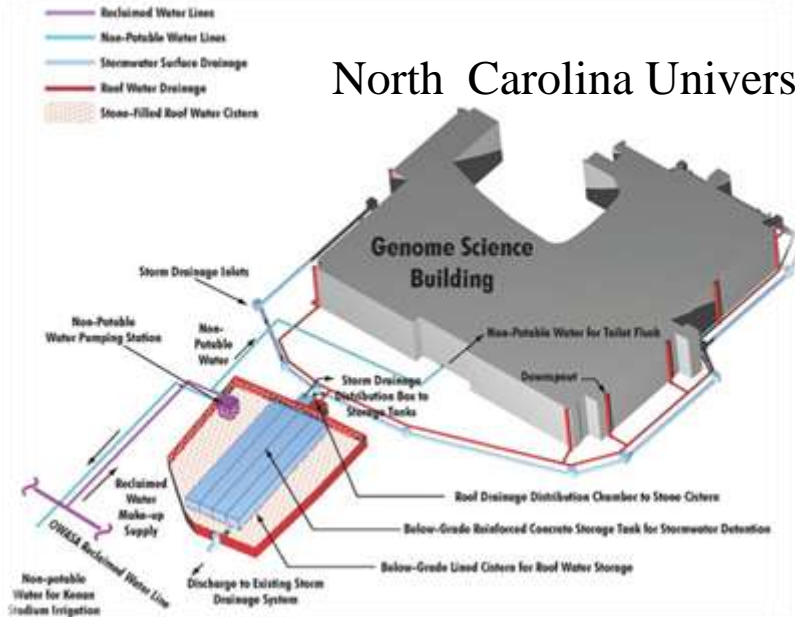 Reclaimed Water Lines
Non-Potable Water Lines
Stormwater Surface Drainage
Roof Water Drainage
Stone-Filled Roof Water Cistern
North Carolina Univers
Genome Science
Building
Storm Drainage Inlets
Non-Potable
Water Pumping Station
Non-
Potable
Water
Non-Potable Water for Toilet Flush
Storm Drainage
Distribution Box to
Storage Tanks
Downspout
Reclaimed
Water
Make-up
Supply
Roof Drainage Distribution Chamber to Stone Cistern
Below-Grade Reinforced Concrete Storage Tank for Stormwater Detention
Below-Grade Lined Cistern for Roof Water Storage
OWASA Reclaimed Water Line
Discharge to Existing Storm
Drainage System
Non-potable
Water for Kenan
Stadium Irrigation